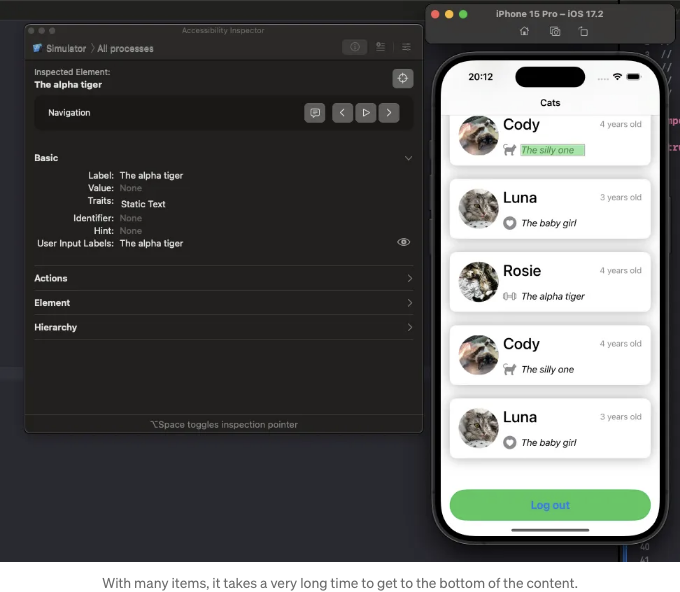 Accessibility Inspector
Simulator
All processes
Inspected Element:
The alpha tiger
Navigation
Basic
Label: The alpha tiger
Value: None
Traits: Static Text
Identifier: None
Hint: None
User Input Labels: The alpha tiger
Actions
Element
Hierarchy
⌥Space toggles inspection pointer
iPhone 15 Pro – iOS 17.2
20:12
Cats
Cody
4 years old
The silly one
Luna
3 years old
The baby girl
Rosie
4 years old
The alpha tiger
Cody
4 years old
The silly one
Luna
3 years old
The baby girl
Log out
40
With many items, it takes a very long time to get to the bottom of the content.